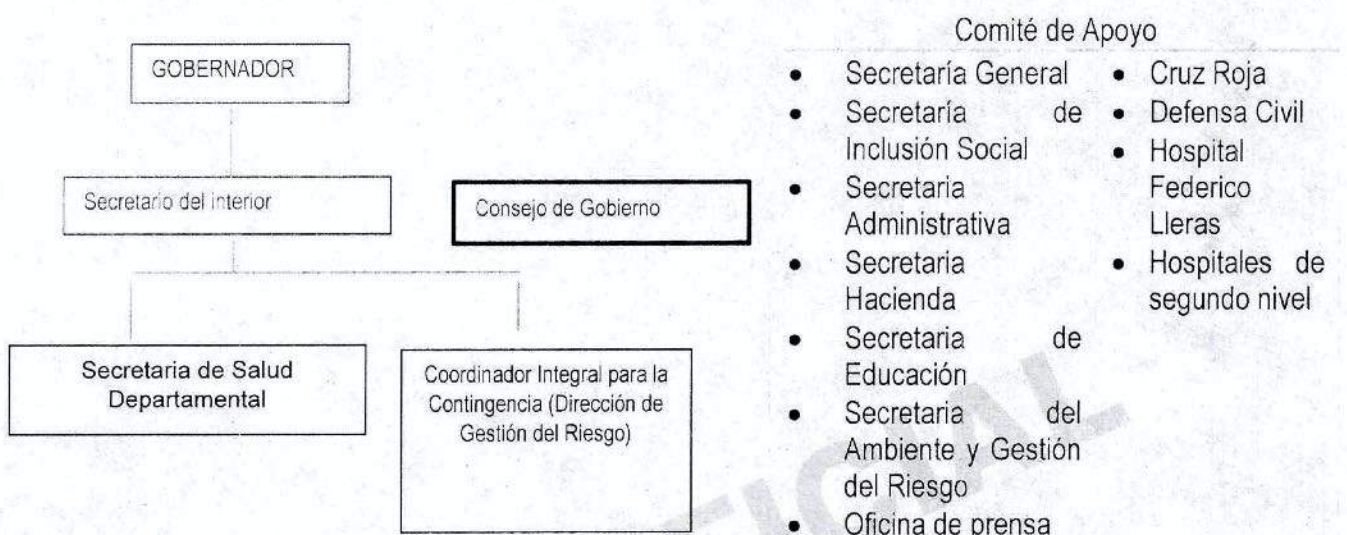 GOBERNADOR
Secretario del interior
Consejo de Gobierno
Secretaria de Salud
Departamental
Coordinador Integral para la
Contingencia (Dirección de
Gestión del Riesgo)
Comité de Apoyo
• Secretaría General
• Secretaría de
Inclusión Social
• Secretaria
Administrativa
• Secretaria
Hacienda
• Secretaria de
Educación
• Secretaria del
Ambiente y Gestión
del Riesgo
• Oficina de prensa
• Cruz Roja
• Defensa Civil
• Hospital
Federico
Lleras
• Hospitales de
segundo nivel